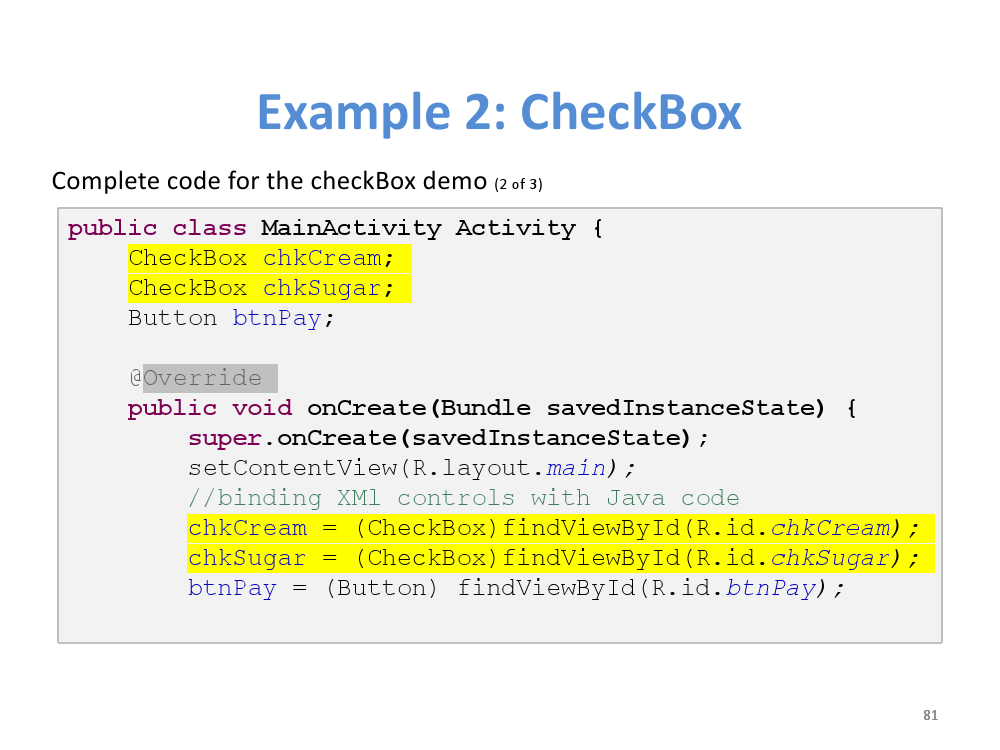 Example 2: CheckBox
Complete code for the checkBox demo (2 of 3)
public class MainActivity Activity {
CheckBox chkCream;
CheckBox chkSugar;
Button btnPay;
@Override
public void onCreate(Bundle savedInstanceState) {
super.onCreate(savedInstanceState);
setContentView(R.layout.main);
//binding XMl controls with Java code
chkCream = (CheckBox)findViewById(R.id.chkCream);
chkSugar = (CheckBox)findViewById(R.id.chkSugar);
btnPay = (Button) findViewById(R.id.btnPay);
81